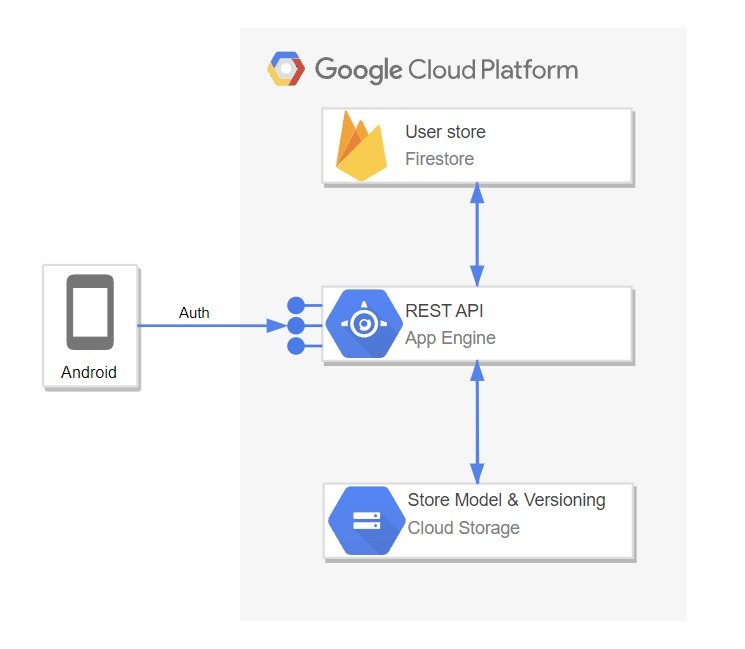 Google Cloud Platform
User store
Firestore
Auth
REST API
App Engine
Android
Store Model & Versioning
Cloud Storage